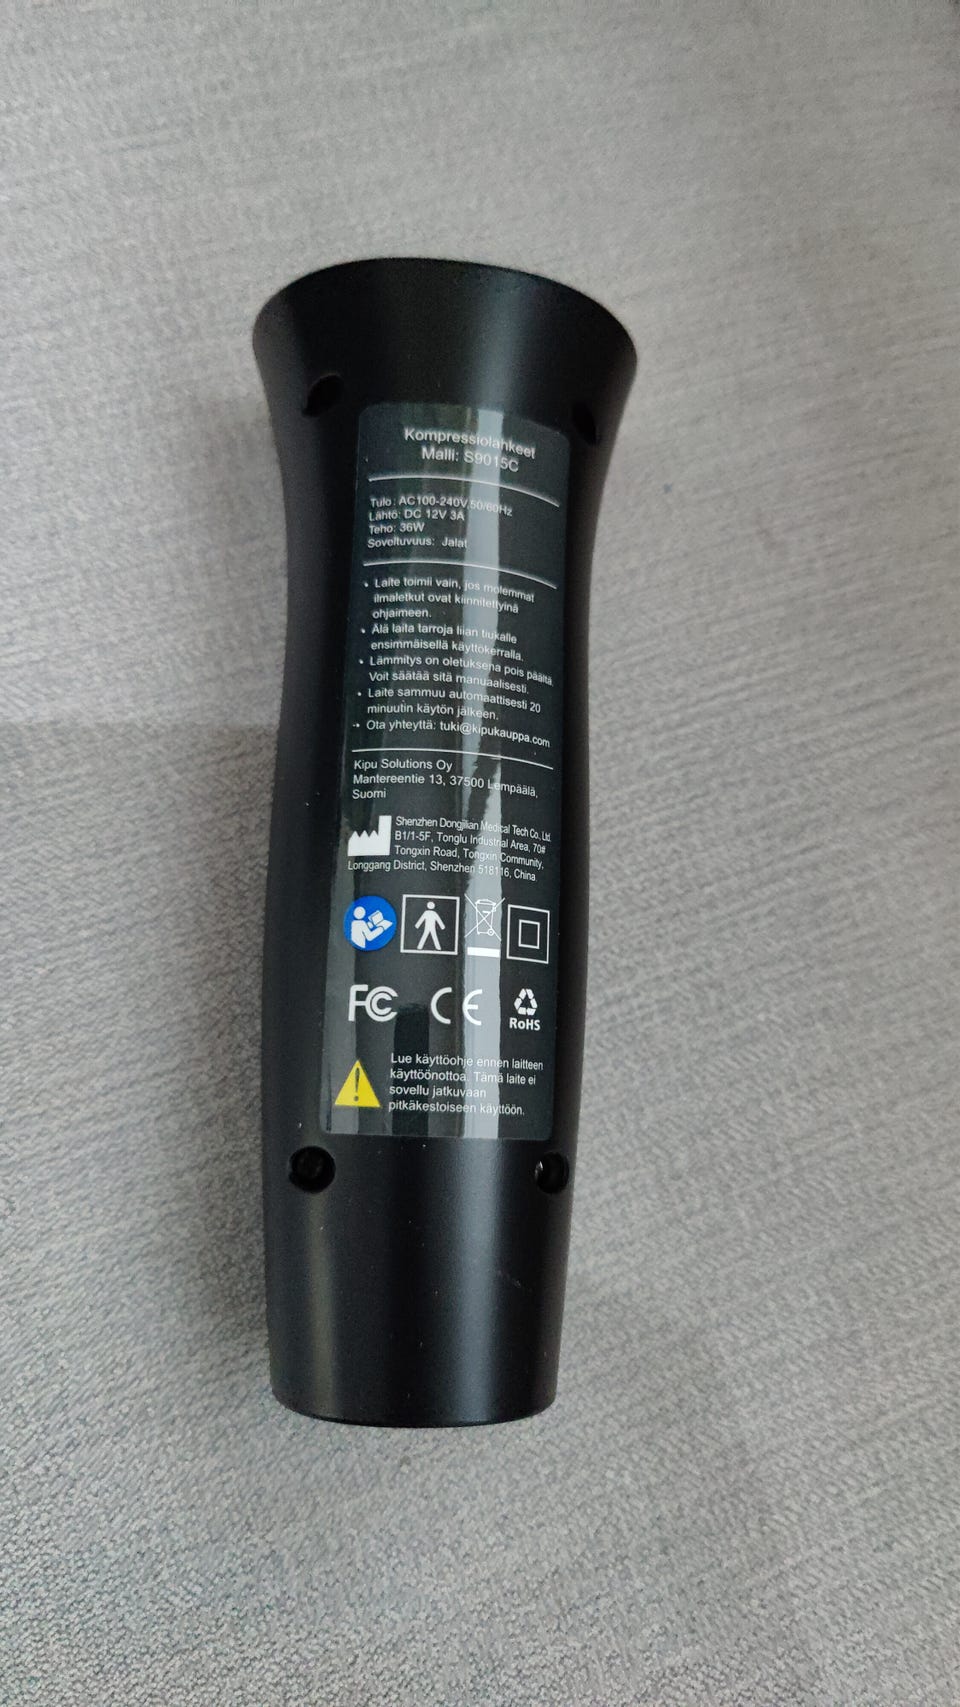 Kompressiolahkeet
Malli: S9015C
Tulo: AC100-240V,50/60Hz
Lähtö: DC 12V 3A
Teho: 36W
Soveltuvuus: Jalat
• Laite toimii vain, jos molemmat
ilmaletkut ovat kiinnitettyinä
ohjaimeen.
• Älä laita tarroja liian tiukalle
ensimmäisellä käyttökerralla.
• Lämmitys on oletuksena pois päältä.
Voit säätää sitä manuaalisesti.
• Laite sammuu automaattisesti 20
minuutin käytön jälkeen.
• Ota yhteyttä: tuki@kipukauppa.com
Kipu Solutions Oy
Mantereentie 13, 37500 Lempäälä,
Suomi
Shenzhen Dongjilian Medical Tech Co., Ltd.
B1/1-5F, Tonglu Industrial Area, 70#
Tongxin Road, Tongxin Community,
Longgang District, Shenzhen 518116, China.
FC CE RoHS
Lue käyttöohje ennen laitteen
käyttöönottoa. Tämä laite ei
sovellu jatkuvaan
pitkäkestoiseen käyttöön.